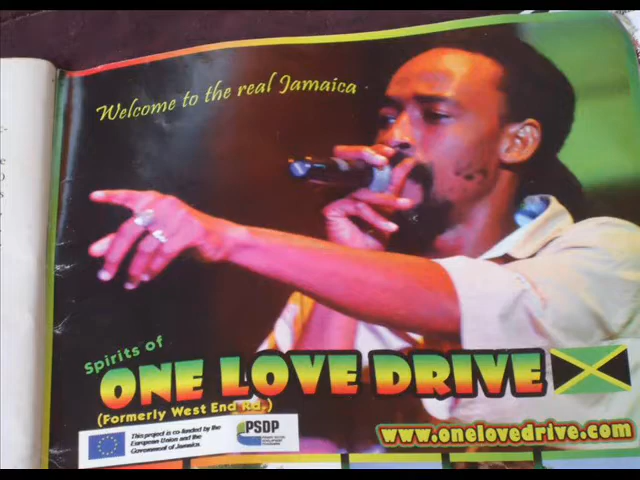 Welcome to the real Jamaica
Spirits of
ONE LOVE DRIVE
(Formerly West End Rd.)
This project is co-funded by the
European Union and the
Government of Jamaica.
PSDP
www.onelovedrive.com